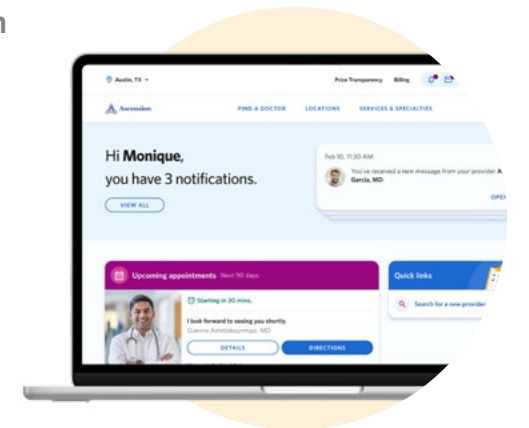 n
Austin, TX
Price Transparency Billing
Ascension
FIND A DOCTOR LOCATIONS SERVICES & SPECIALTIES
Hi Monique,
you have 3 notifications.
VIEW ALL
Feb 10, 11:30 AM
You've received a new message from your provider A
Garcia, MD.
OPEN
Upcoming appointments Next 90 days
Starting in 30 mins.
I look forward to seeing you shortly.
DETAILS DIRECTIONS
Quick links
Search for a new provider